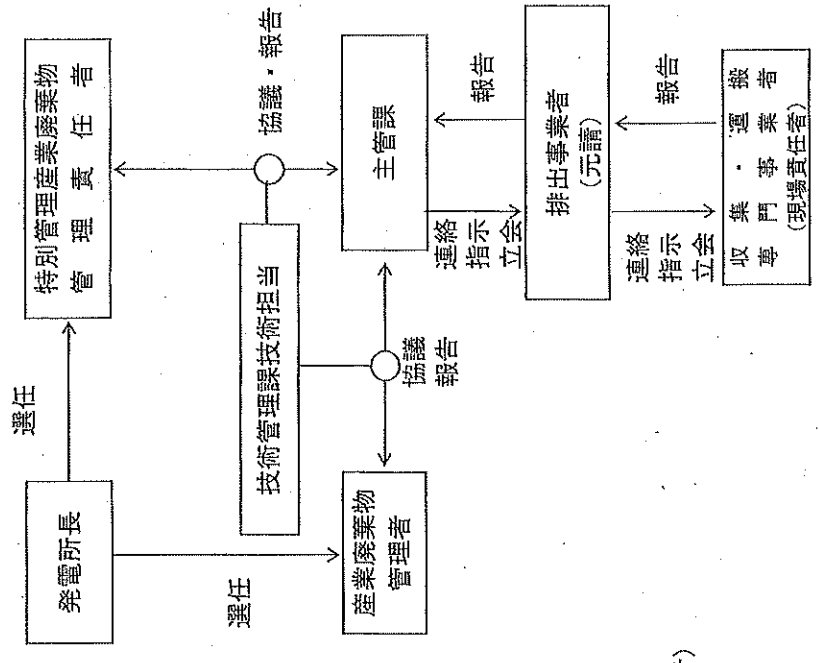 発電所長
選任
特別管理産業廃棄物
管理責任者
選任
技術管理課技術担当
協議・報告
産業廃棄物
管理者
協議
報告
主管課
連絡
指示
立会
報告
排出事業者
(元請)
連絡
指示
立会
報告
収集・運搬
専門事業者
(現場責任者)